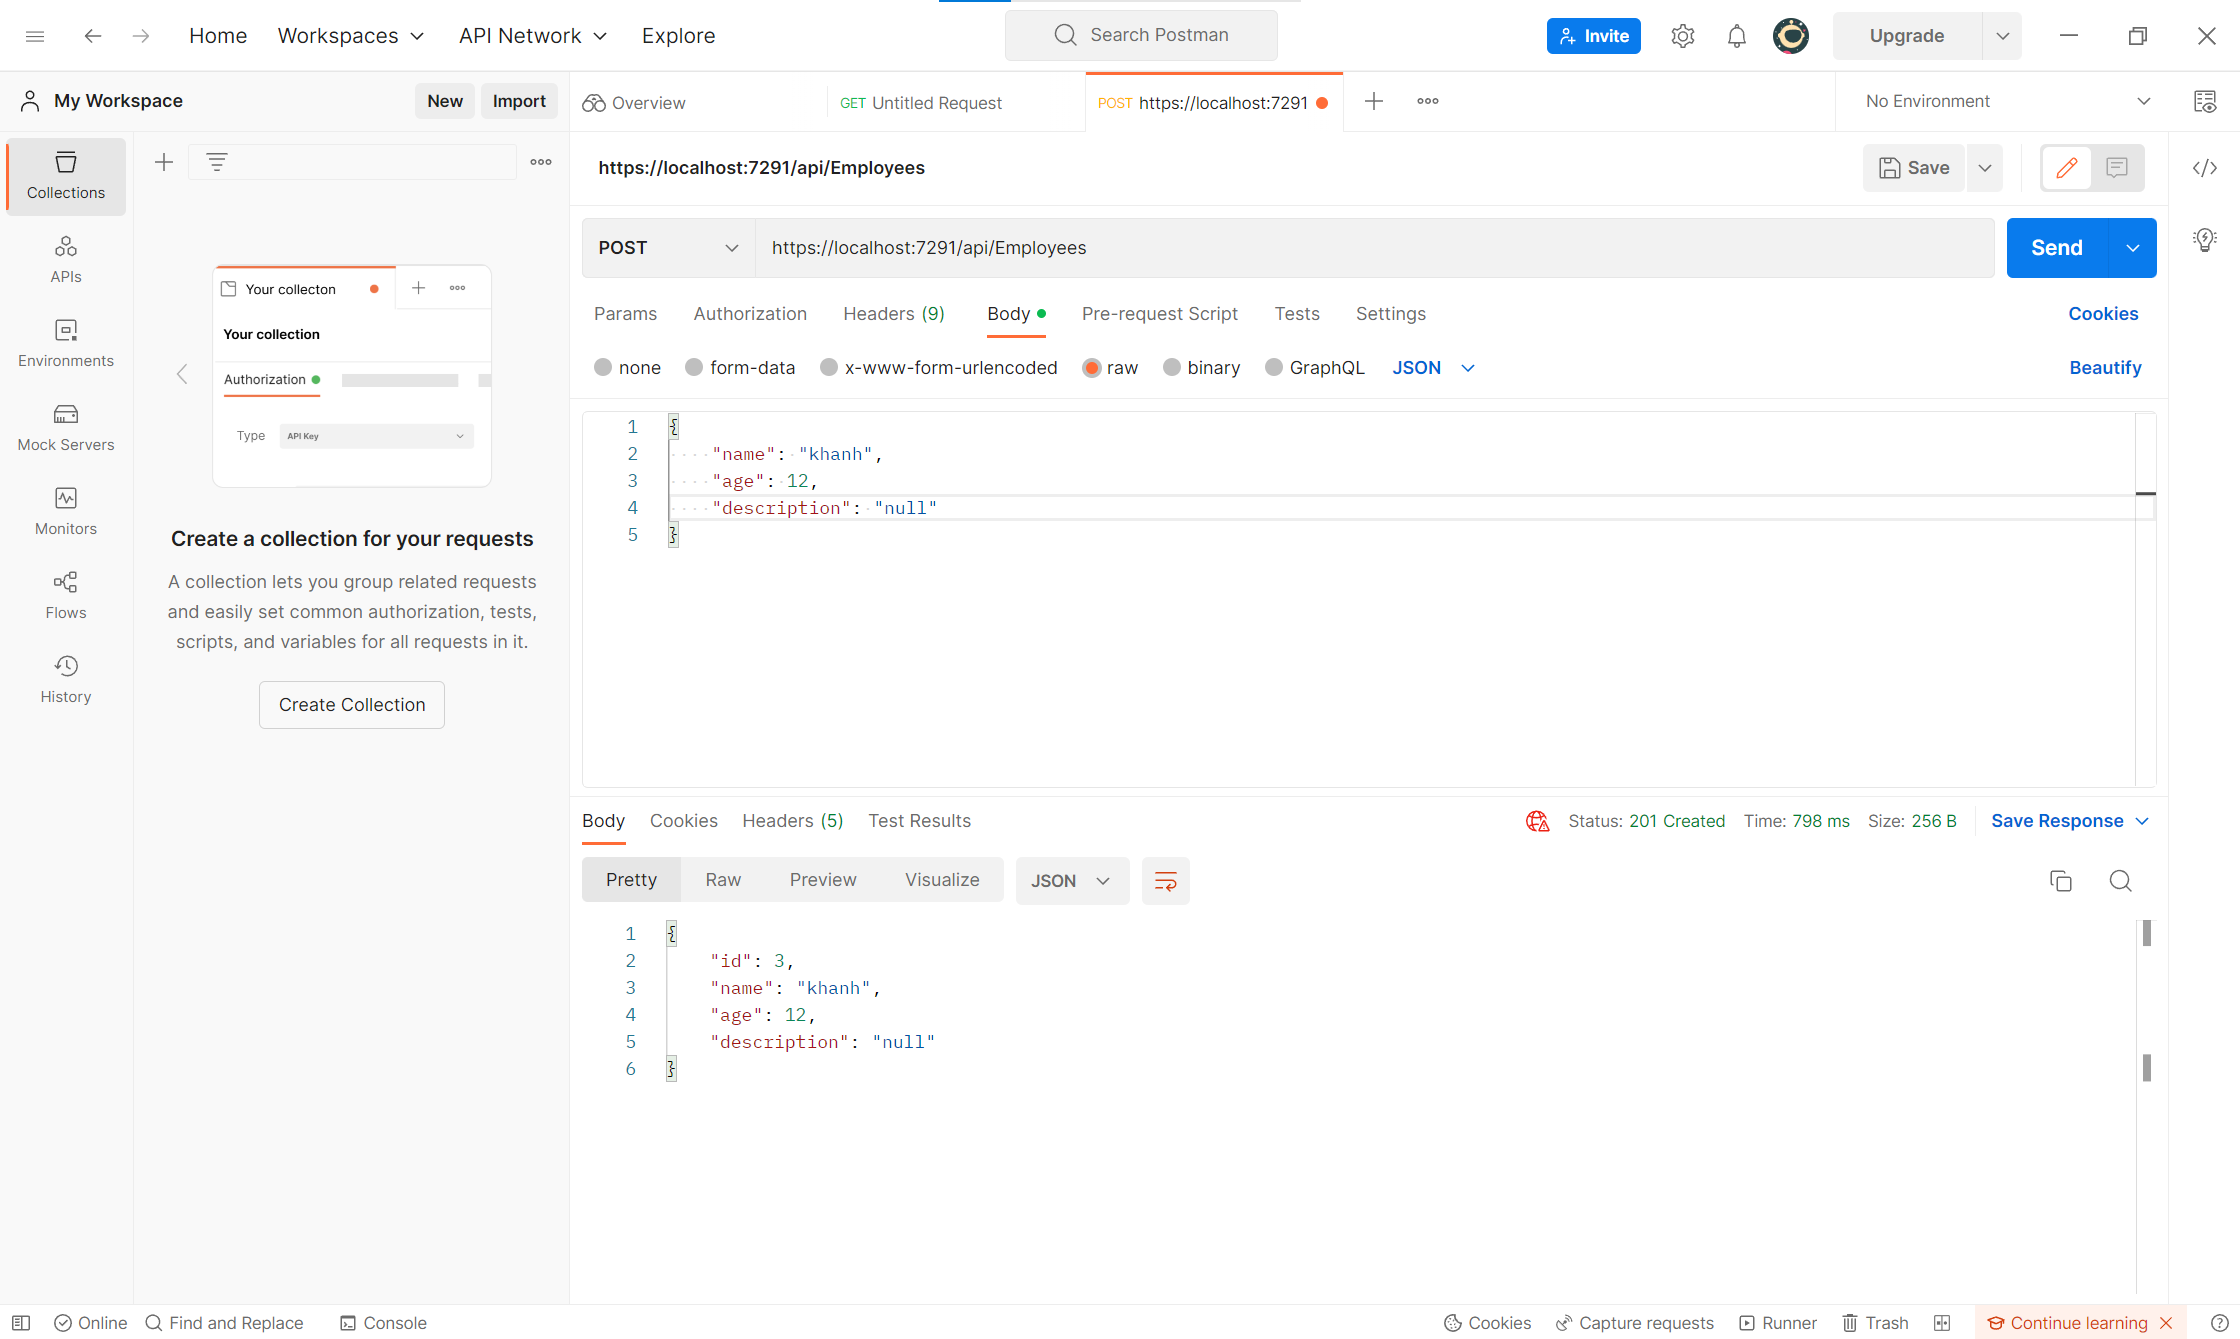 Home Workspaces API Network Explore Search Postman Invite Upgrade
My Workspace New Import Overview GET Untitled Request POST https://localhost:7291 No Environment
Collections
APIs
Environments
Mock Servers
Monitors
Flows
History
Your collecton
Your collection
Authorization
Type API Key
Create a collection for your requests
A collection lets you group related requests
and easily set common authorization, tests,
scripts, and variables for all requests in it.
Create Collection
https://localhost:7291/api/Employees Save
POST https://localhost:7291/api/Employees Send
Params Authorization Headers (9) Body Pre-request Script Tests Settings Cookies
none form-data x-www-form-urlencoded raw binary GraphQL JSON Beautify
1 {
2 "name": "khanh",
3 "age": 12,
4 "description": "null"
5 }
Body Cookies Headers (5) Test Results Status: 201 Created Time: 798 ms Size: 256 B Save Response
Pretty Raw Preview Visualize JSON
1 {
2 "id": 3,
3 "name": "khanh",
4 "age": 12,
5 "description": "null"
6 }
Online Find and Replace Console Cookies Capture requests Runner Trash Continue learning